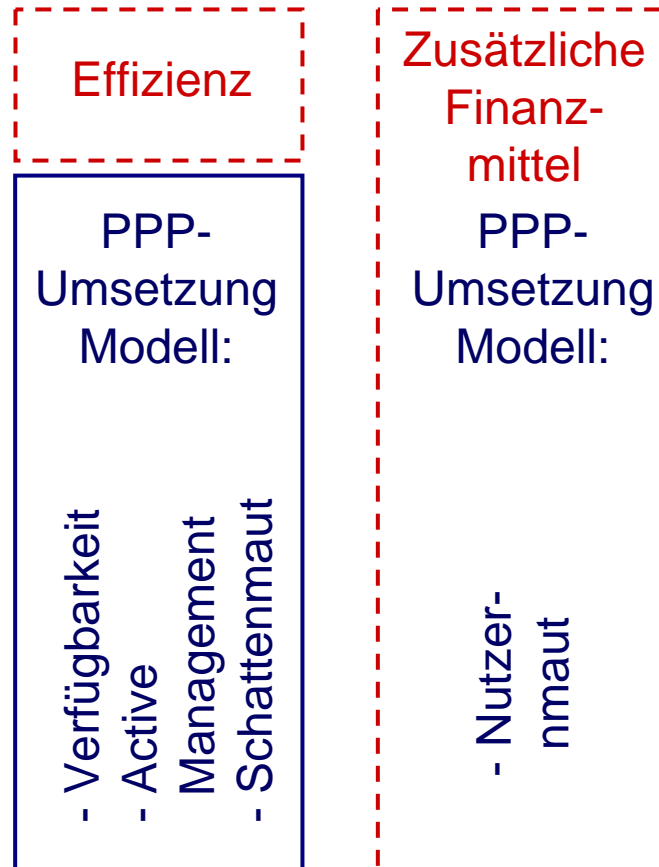 Effizienz
PPP-
Umsetzung
Modell:
- Verfügbarkeit
- Active
Management
- Schattenmaut
Zusätzliche
Finanz-
mittel
PPP-
Umsetzung
Modell:
- Nutzer-
nmaut